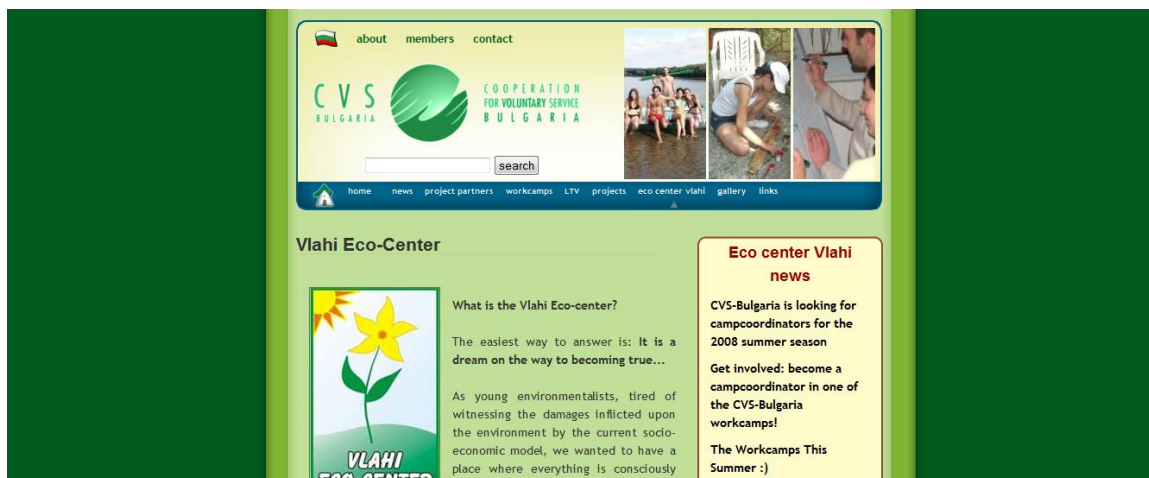 about members contact
CVS
BULGARIA
COOPERATION
FOR VOLUNTARY SERVICE
BULGARIA
search
home news project partners workcamps LTV projects eco center vlahi gallery links
Vlahi Eco-Center
VLAHI
ECO-CENTER
What is the Vlahi Eco-center?
The easiest way to answer is: It is a
dream on the way to becoming true...
As young environmentalists, tired of
witnessing the damages inflicted upon
the environment by the current socio-
economic model, we wanted to have a
place where everything is consciously
Eco center Vlahi
news
CVS-Bulgaria is looking for
campcoordinators for the
2008 summer season
Get involved: become a
campcoordinator in one of
the CVS-Bulgaria
workcamps!
The Workcamps This
Summer :)